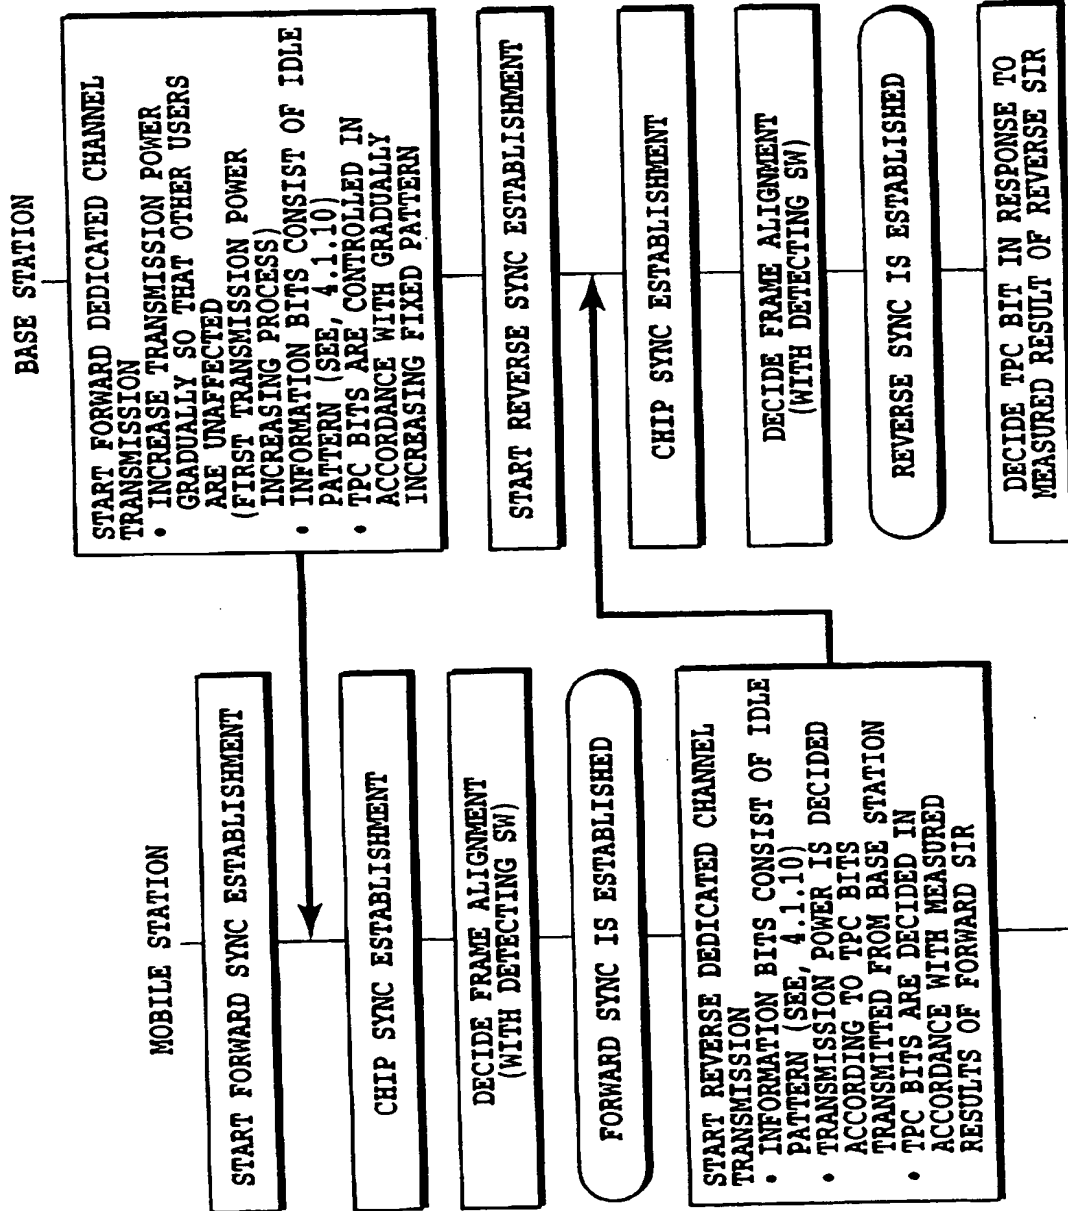 MOBILE STATION
START FORWARD SYNC ESTABLISHMENT
CHIP SYNC ESTABLISHMENT
DECIDE FRAME ALIGNMENT
(WITH DETECTING SW)
FORWARD SYNC IS ESTABLISHED
START REVERSE DEDICATED CHANNEL
TRANSMISSION
• INFORMATION BITS CONSIST OF IDLE
PATTERN (SEE, 4.1.10)
• TRANSMISSION POWER IS DECIDED
ACCORDING TO TPC BITS
TRANSMITTED FROM BASE STATION
• TPC BITS ARE DECIDED IN
ACCORDANCE WITH MEASURED
RESULTS OF FORWARD SIR
BASE STATION
START FORWARD DEDICATED CHANNEL
TRANSMISSION
• INCREASE TRANSMISSION POWER
GRADUALLY SO THAT OTHER USERS
ARE UNAFFECTED
(FIRST TRANSMISSION POWER
INCREASING PROCESS)
• INFORMATION BITS CONSIST OF IDLE
PATTERN (SEE, 4.1.10)
• TPC BITS ARE CONTROLLED IN
ACCORDANCE WITH GRADUALLY
INCREASING FIXED PATTERN
START REVERSE SYNC ESTABLISHMENT
CHIP SYNC ESTABLISHMENT
DECIDE FRAME ALIGNMENT
(WITH DETECTING SW)
REVERSE SYNC IS ESTABLISHED
DECIDE TPC BIT IN RESPONSE TO
MEASURED RESULT OF REVERSE SIR